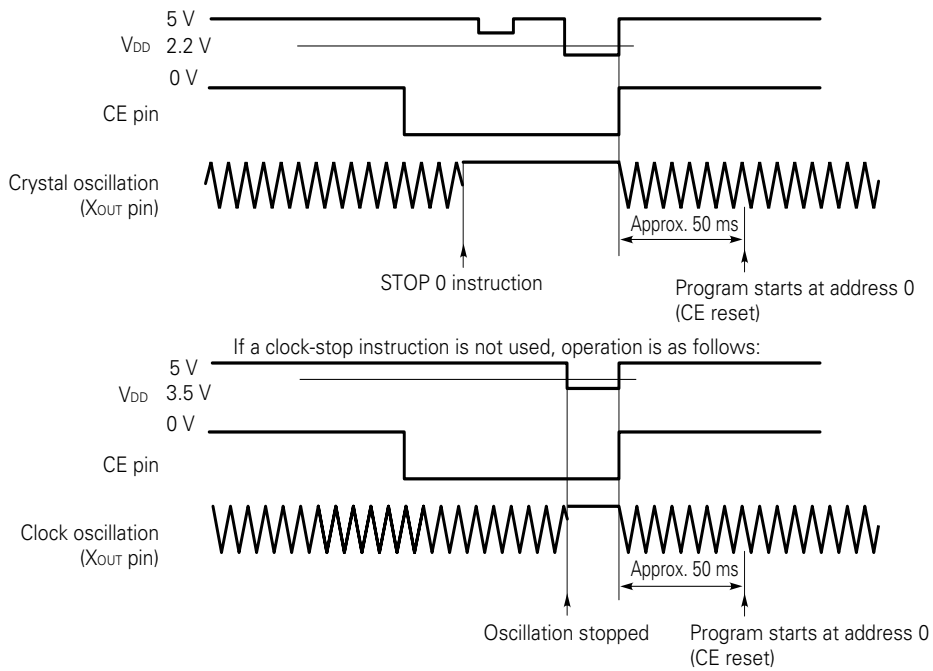 5 V
VDD 2.2 V
0 V
CE pin
Crystal oscillation
(XOUT pin)
Approx. 50 ms
STOP 0 instruction
Program starts at address 0
(CE reset)
If a clock-stop instruction is not used, operation is as follows:
5 V
VDD 3.5 V
0 V
CE pin
Clock oscillation
(XOUT pin)
Approx. 50 ms
Oscillation stopped
Program starts at address 0
(CE reset)